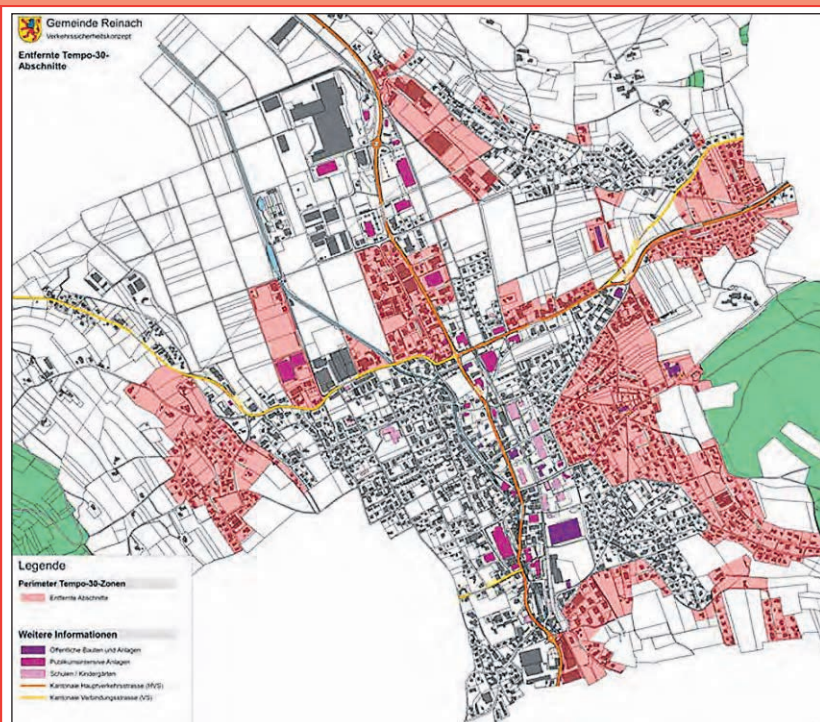 Gemeinde Reinach
Verkehrssicherheitskonzept
Entfernte Tempo-30-
Abschnitte
Legende
Perimeter Tempo-30-Zonen
Entfernte Abschnitte
Weitere Informationen
Öffentliche Bauten und Anlagen
Publikumsintensive Anlagen
Schulen / Kindergärten
Kantonale Hauptverkehrsstrasse (HVS)
Kantonale Verbindungsstrasse (VS)